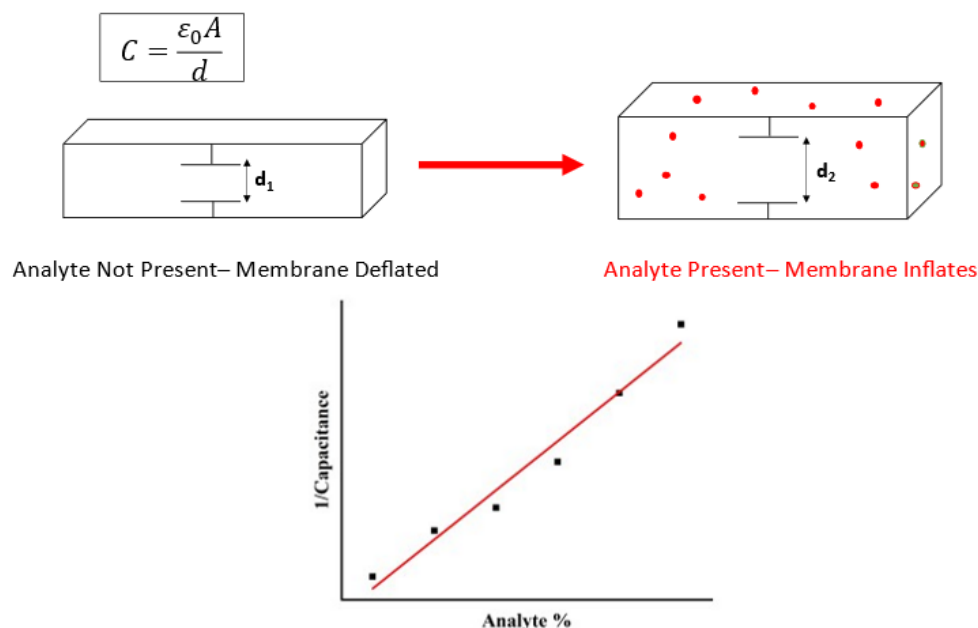 C = ε₀A / d
d₁
d₂
Analyte Not Present– Membrane Deflated
Analyte Present– Membrane Inflates
1/Capacitance
Analyte %